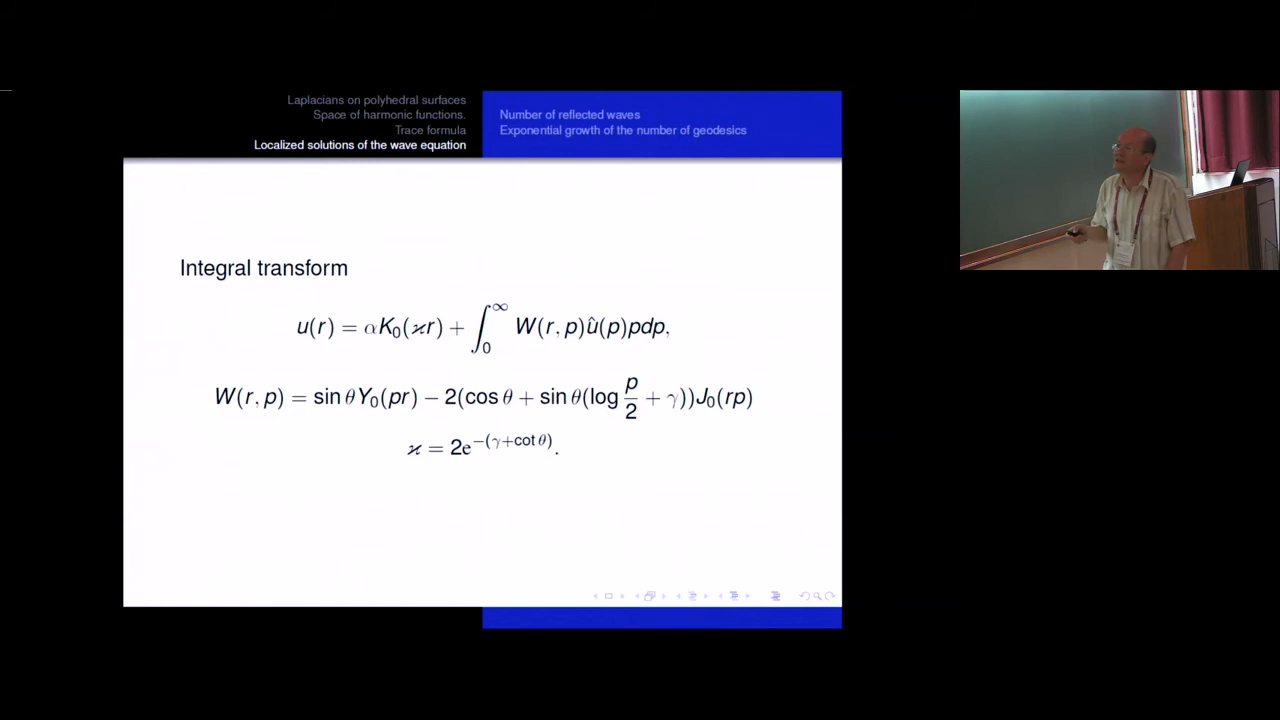 Laplacians on polyhedral surfaces
Space of harmonic functions.
Trace formula
Localized solutions of the wave equation
Number of reflected waves
Exponential growth of the number of geodesics
Integral transform
u(r) = αK₀(ϰr) + ∫₀^∞ W(r, p)û(p)pdp,
W(r, p) = sin θY₀(pr) − 2(cos θ + sin θ(log p/2 + γ))J₀(rp)
ϰ = 2e^−(γ+cot θ).